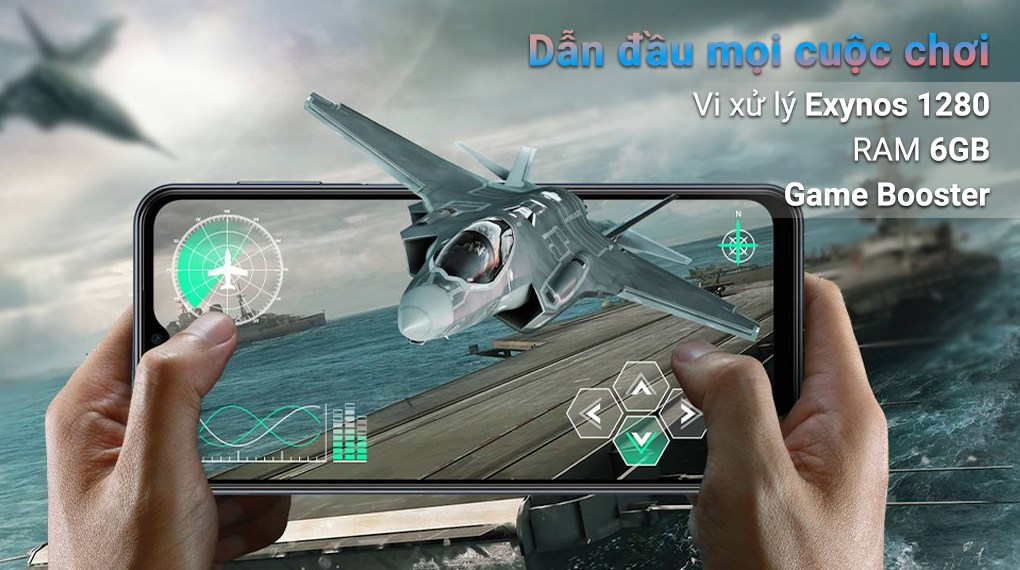 Dẫn đầu mọi cuộc chơi
Vi xử lý Exynos 1280
RAM 6GB
Game Booster
N